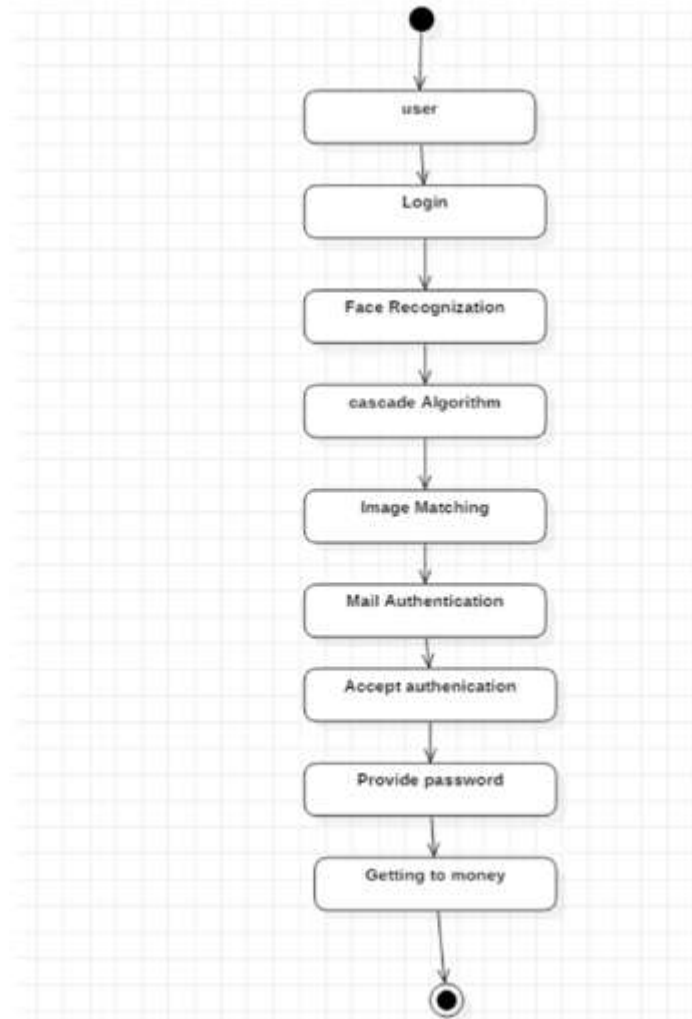 user
Login
Face Recognization
cascade Algorithm
Image Matching
Mail Authentication
Accept authenication
Provide password
Getting to money